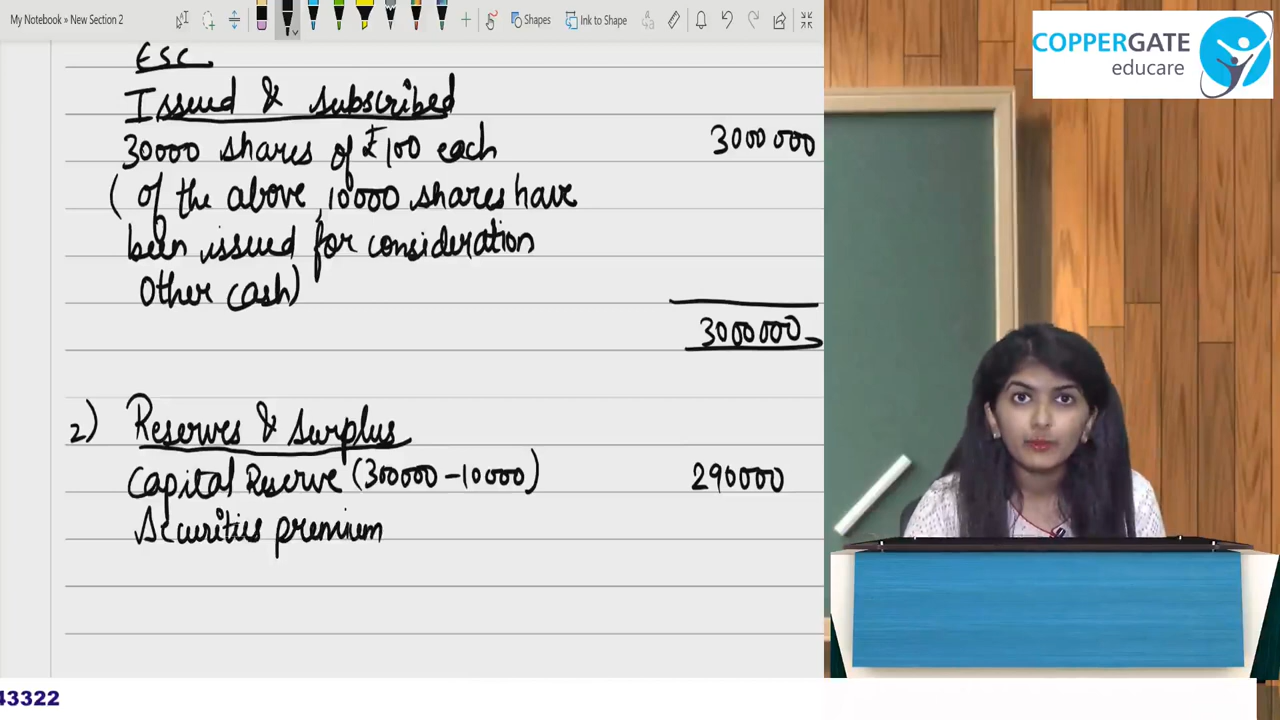 My Notebook » New Section 2
Shapes
Ink to Shape
COPPERGATE
educare
ESC
Issued & subscribed
30000 shares of ₹100 each 3000000
( of the above, 10000 shares have
been issued for consideration
other cash)
3000000
2) Reserves & Surplus
Capital Reserve (300000 - 10000) 290000
Securities premium
43322